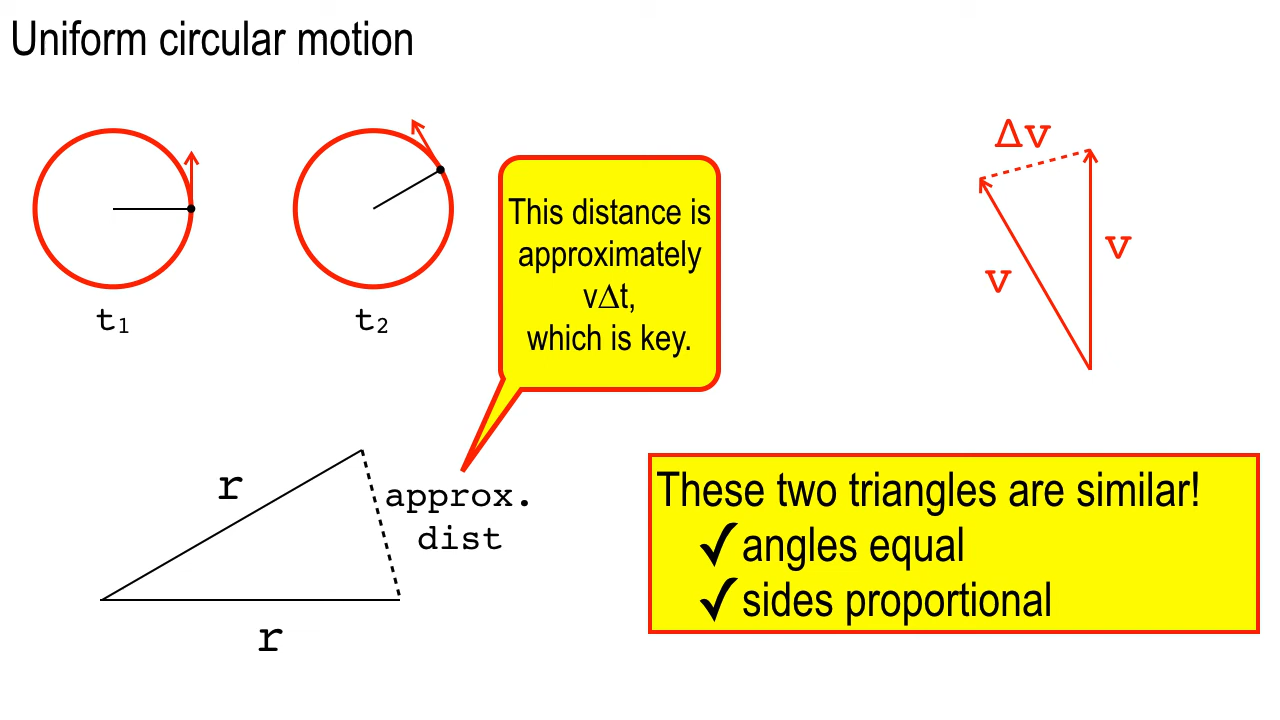 Uniform circular motion
Δv
This distance is
approximately
vΔt,
which is key.
v
v
t₁
t₂
r
approx.
dist
r
These two triangles are similar!
✓angles equal
✓sides proportional